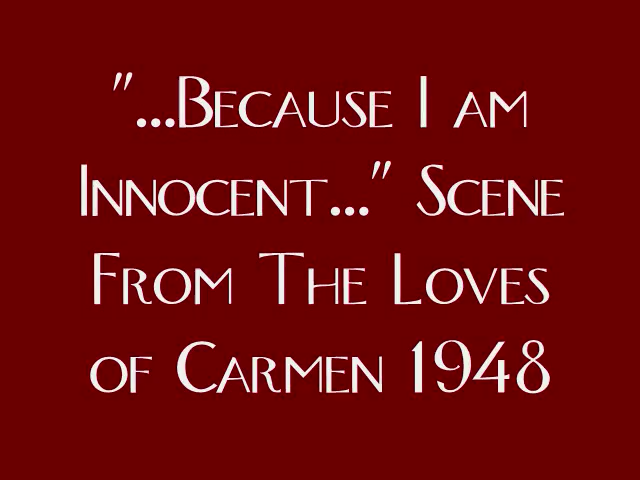 "...Because I am
Innocent..." Scene
From The Loves
of Carmen 1948